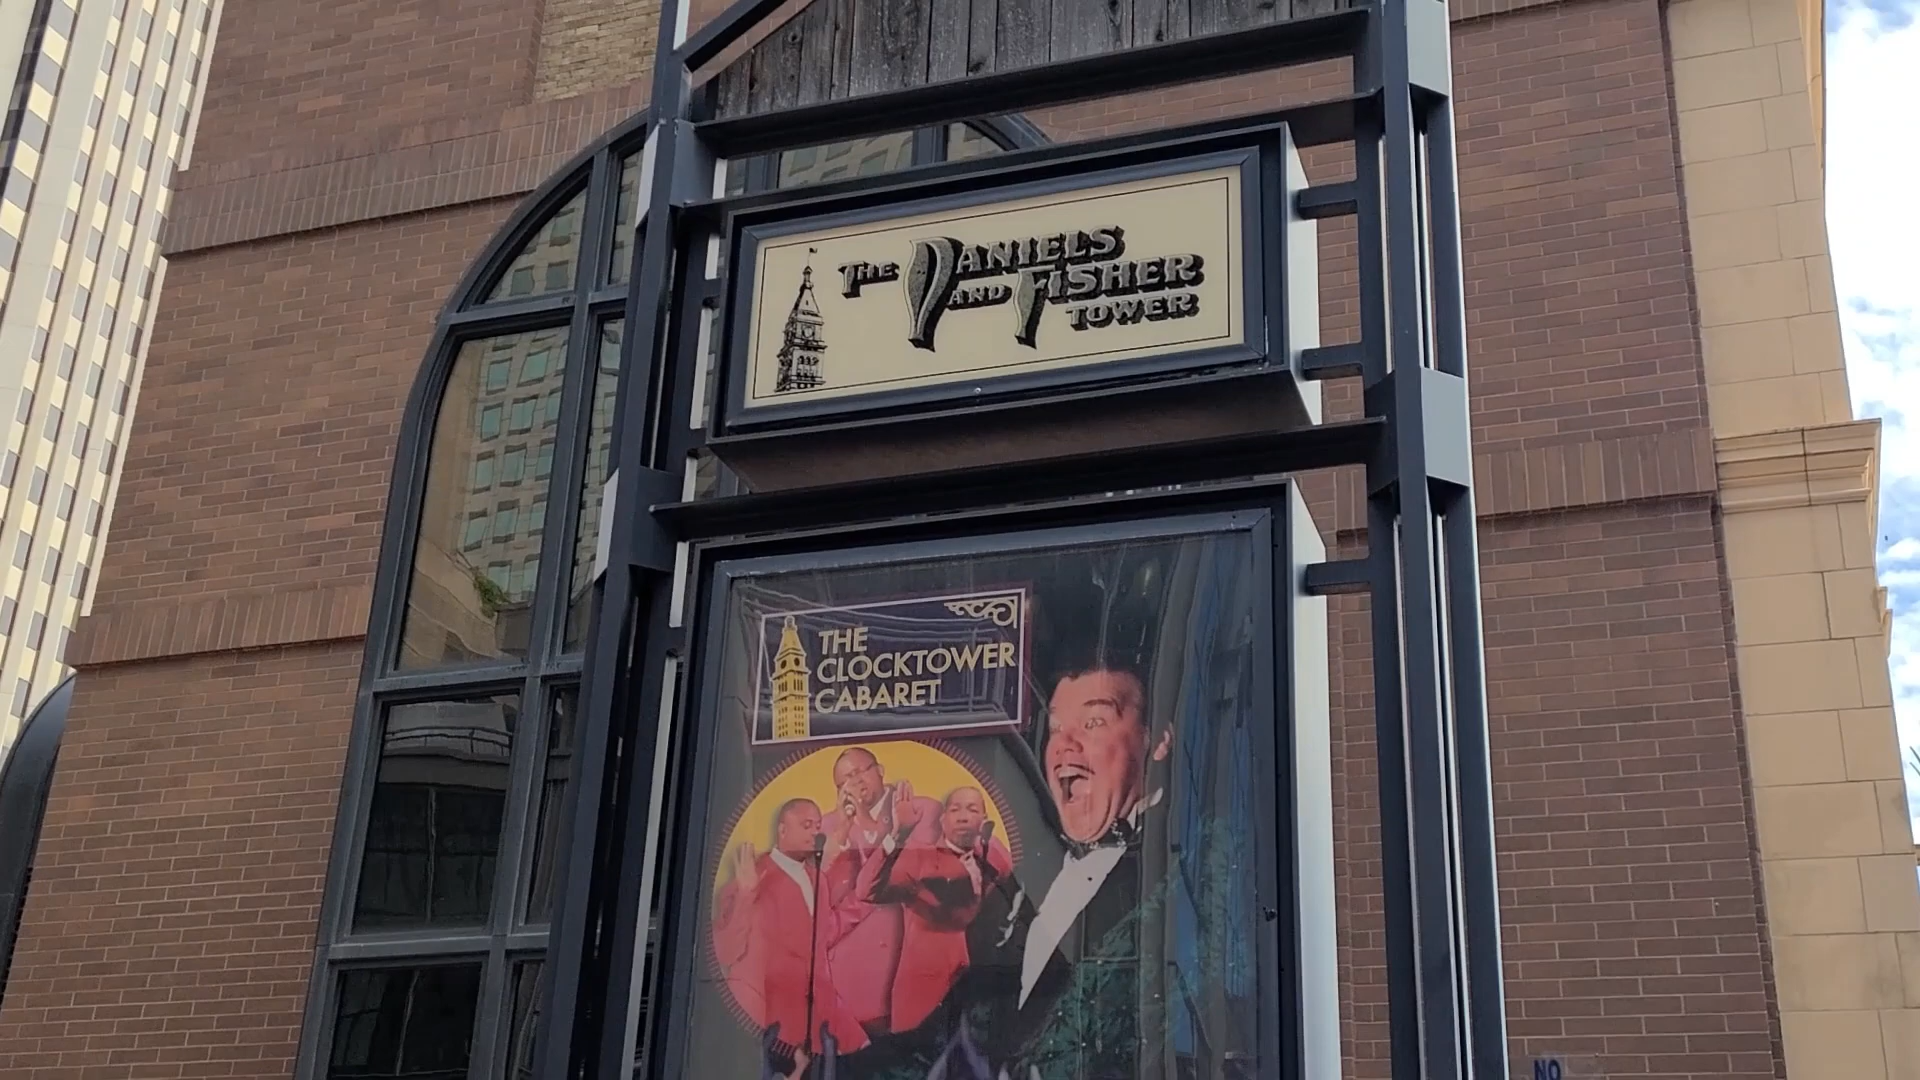 THE DANIELS
AND FISHER
TOWER
THE
CLOCKTOWER
CABARET
NO